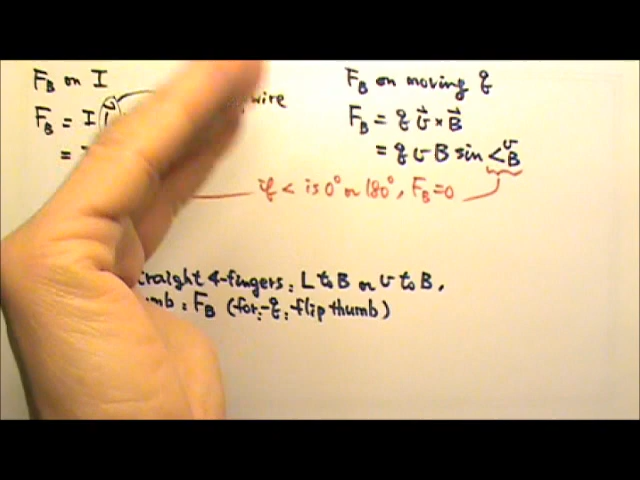 F_B on I
F_B on moving q
wire
F_B = I
F_B = q v⃗ × B⃗
=
= q v B sin <^v_B
if < is 0° or 180°, F_B = 0
straight 4-fingers: L to B or v to B,
F_B (for -q: flip thumb)